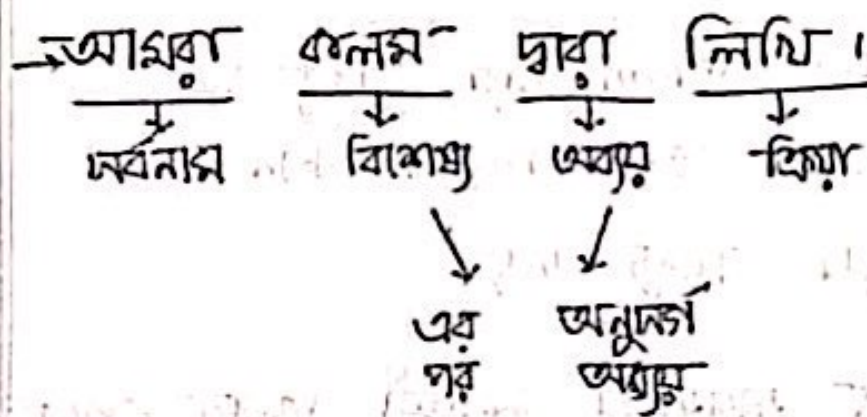 →আমরা কলম দ্বারা লিখি।
সর্বনাম বিশেষ্য অব্যয় ক্রিয়া
এর অনুসর্গ
পর অব্যয়